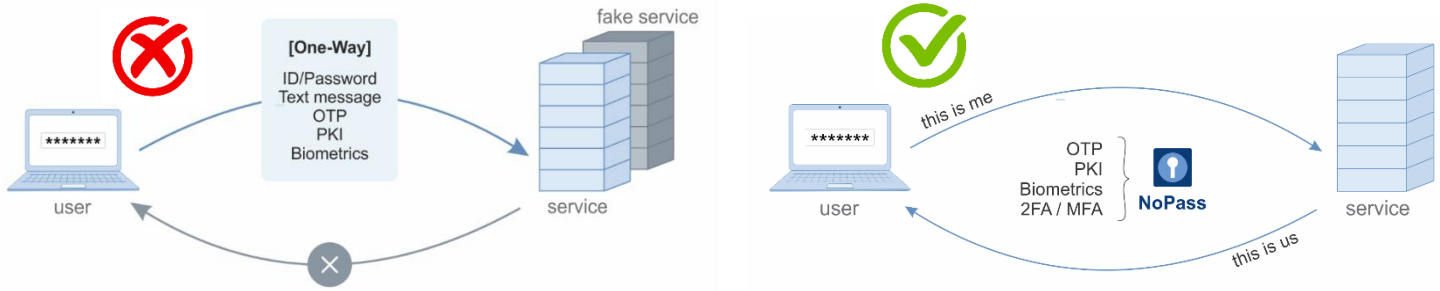 fake service
[One-Way]
ID/Password
Text message
OTP
PKI
Biometrics
*******
user
service
this is me
*******
OTP
PKI
Biometrics
2FA / MFA
NoPass
user
service
this is us